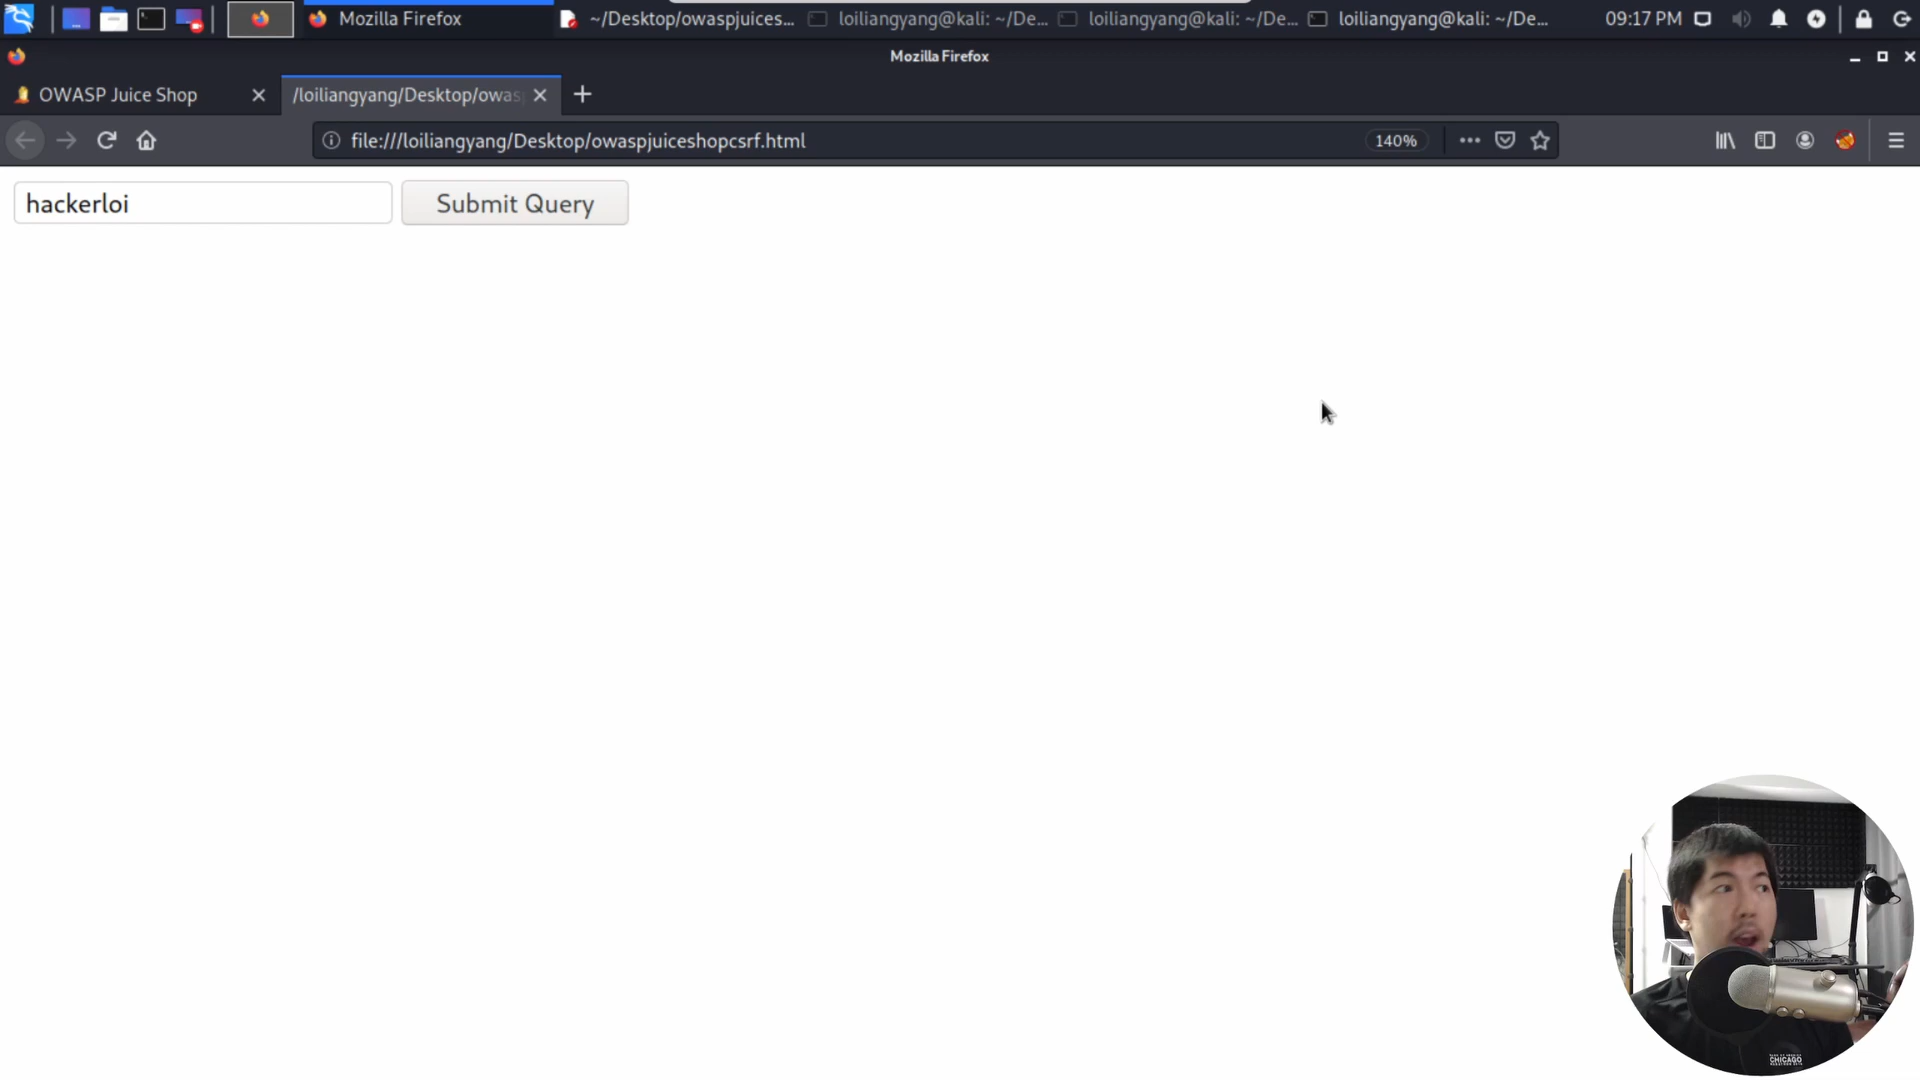 Mozilla Firefox
~/Desktop/owaspjuices...
loiliangyang@kali: ~/De...
loiliangyang@kali: ~/De...
loiliangyang@kali: ~/De...
09:17 PM
Mozilla Firefox
OWASP Juice Shop
/loiliangyang/Desktop/owas
file:///loiliangyang/Desktop/owaspjuiceshopcsrf.html
140%
hackerloi
Submit Query
CHICAGO